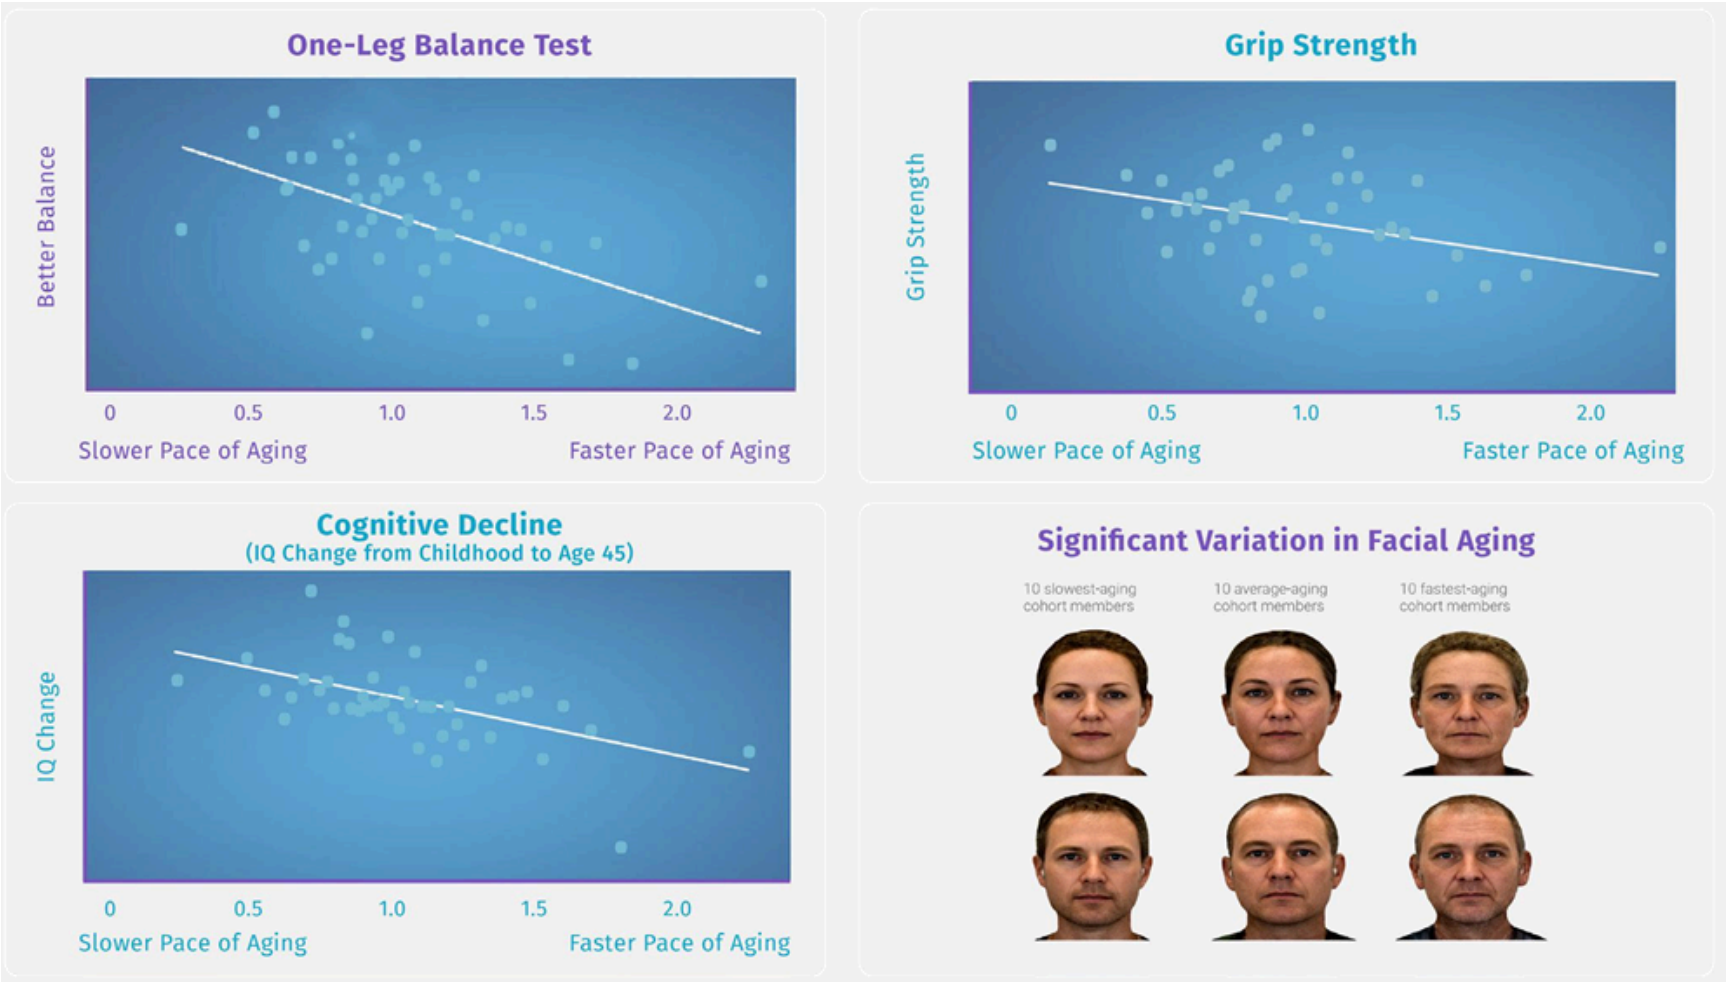 One-Leg Balance Test
Better Balance
0 0.5 1.0 1.5 2.0
Slower Pace of Aging Faster Pace of Aging
Grip Strength
Grip Strength
0 0.5 1.0 1.5 2.0
Slower Pace of Aging Faster Pace of Aging
Cognitive Decline
(IQ Change from Childhood to Age 45)
IQ Change
0 0.5 1.0 1.5 2.0
Slower Pace of Aging Faster Pace of Aging
Significant Variation in Facial Aging
10 slowest-aging
cohort members
10 average-aging
cohort members
10 fastest-aging
cohort members